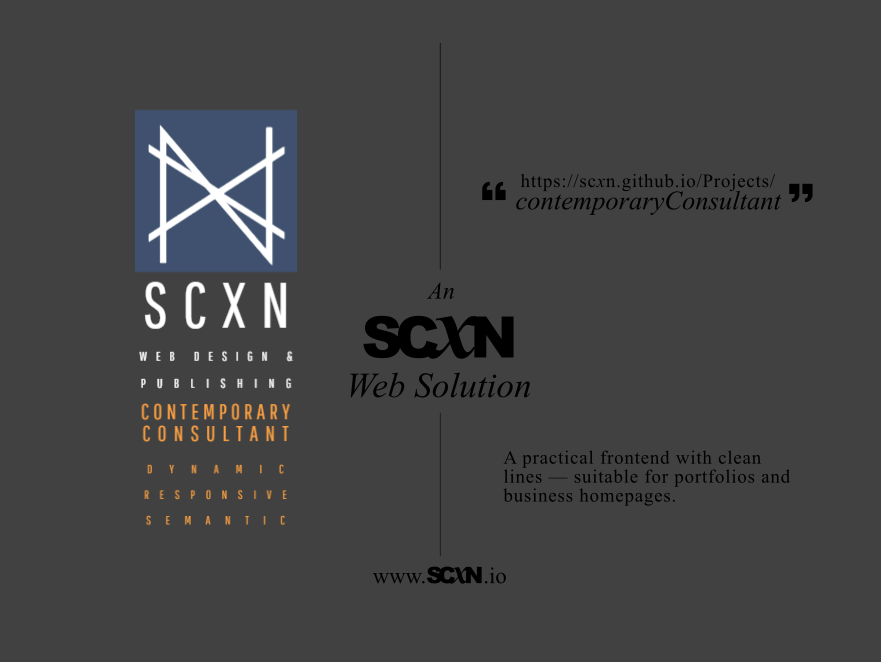 SCXN
WEB DESIGN &
PUBLISHING
CONTEMPORARY
CONSULTANT
DYNAMIC
RESPONSIVE
SEMANTIC
An
SCXN
Web Solution
“ https://scxn.github.io/Projects/
contemporaryConsultant ”
A practical frontend with clean
lines — suitable for portfolios and
business homepages.
www.SCXN.io